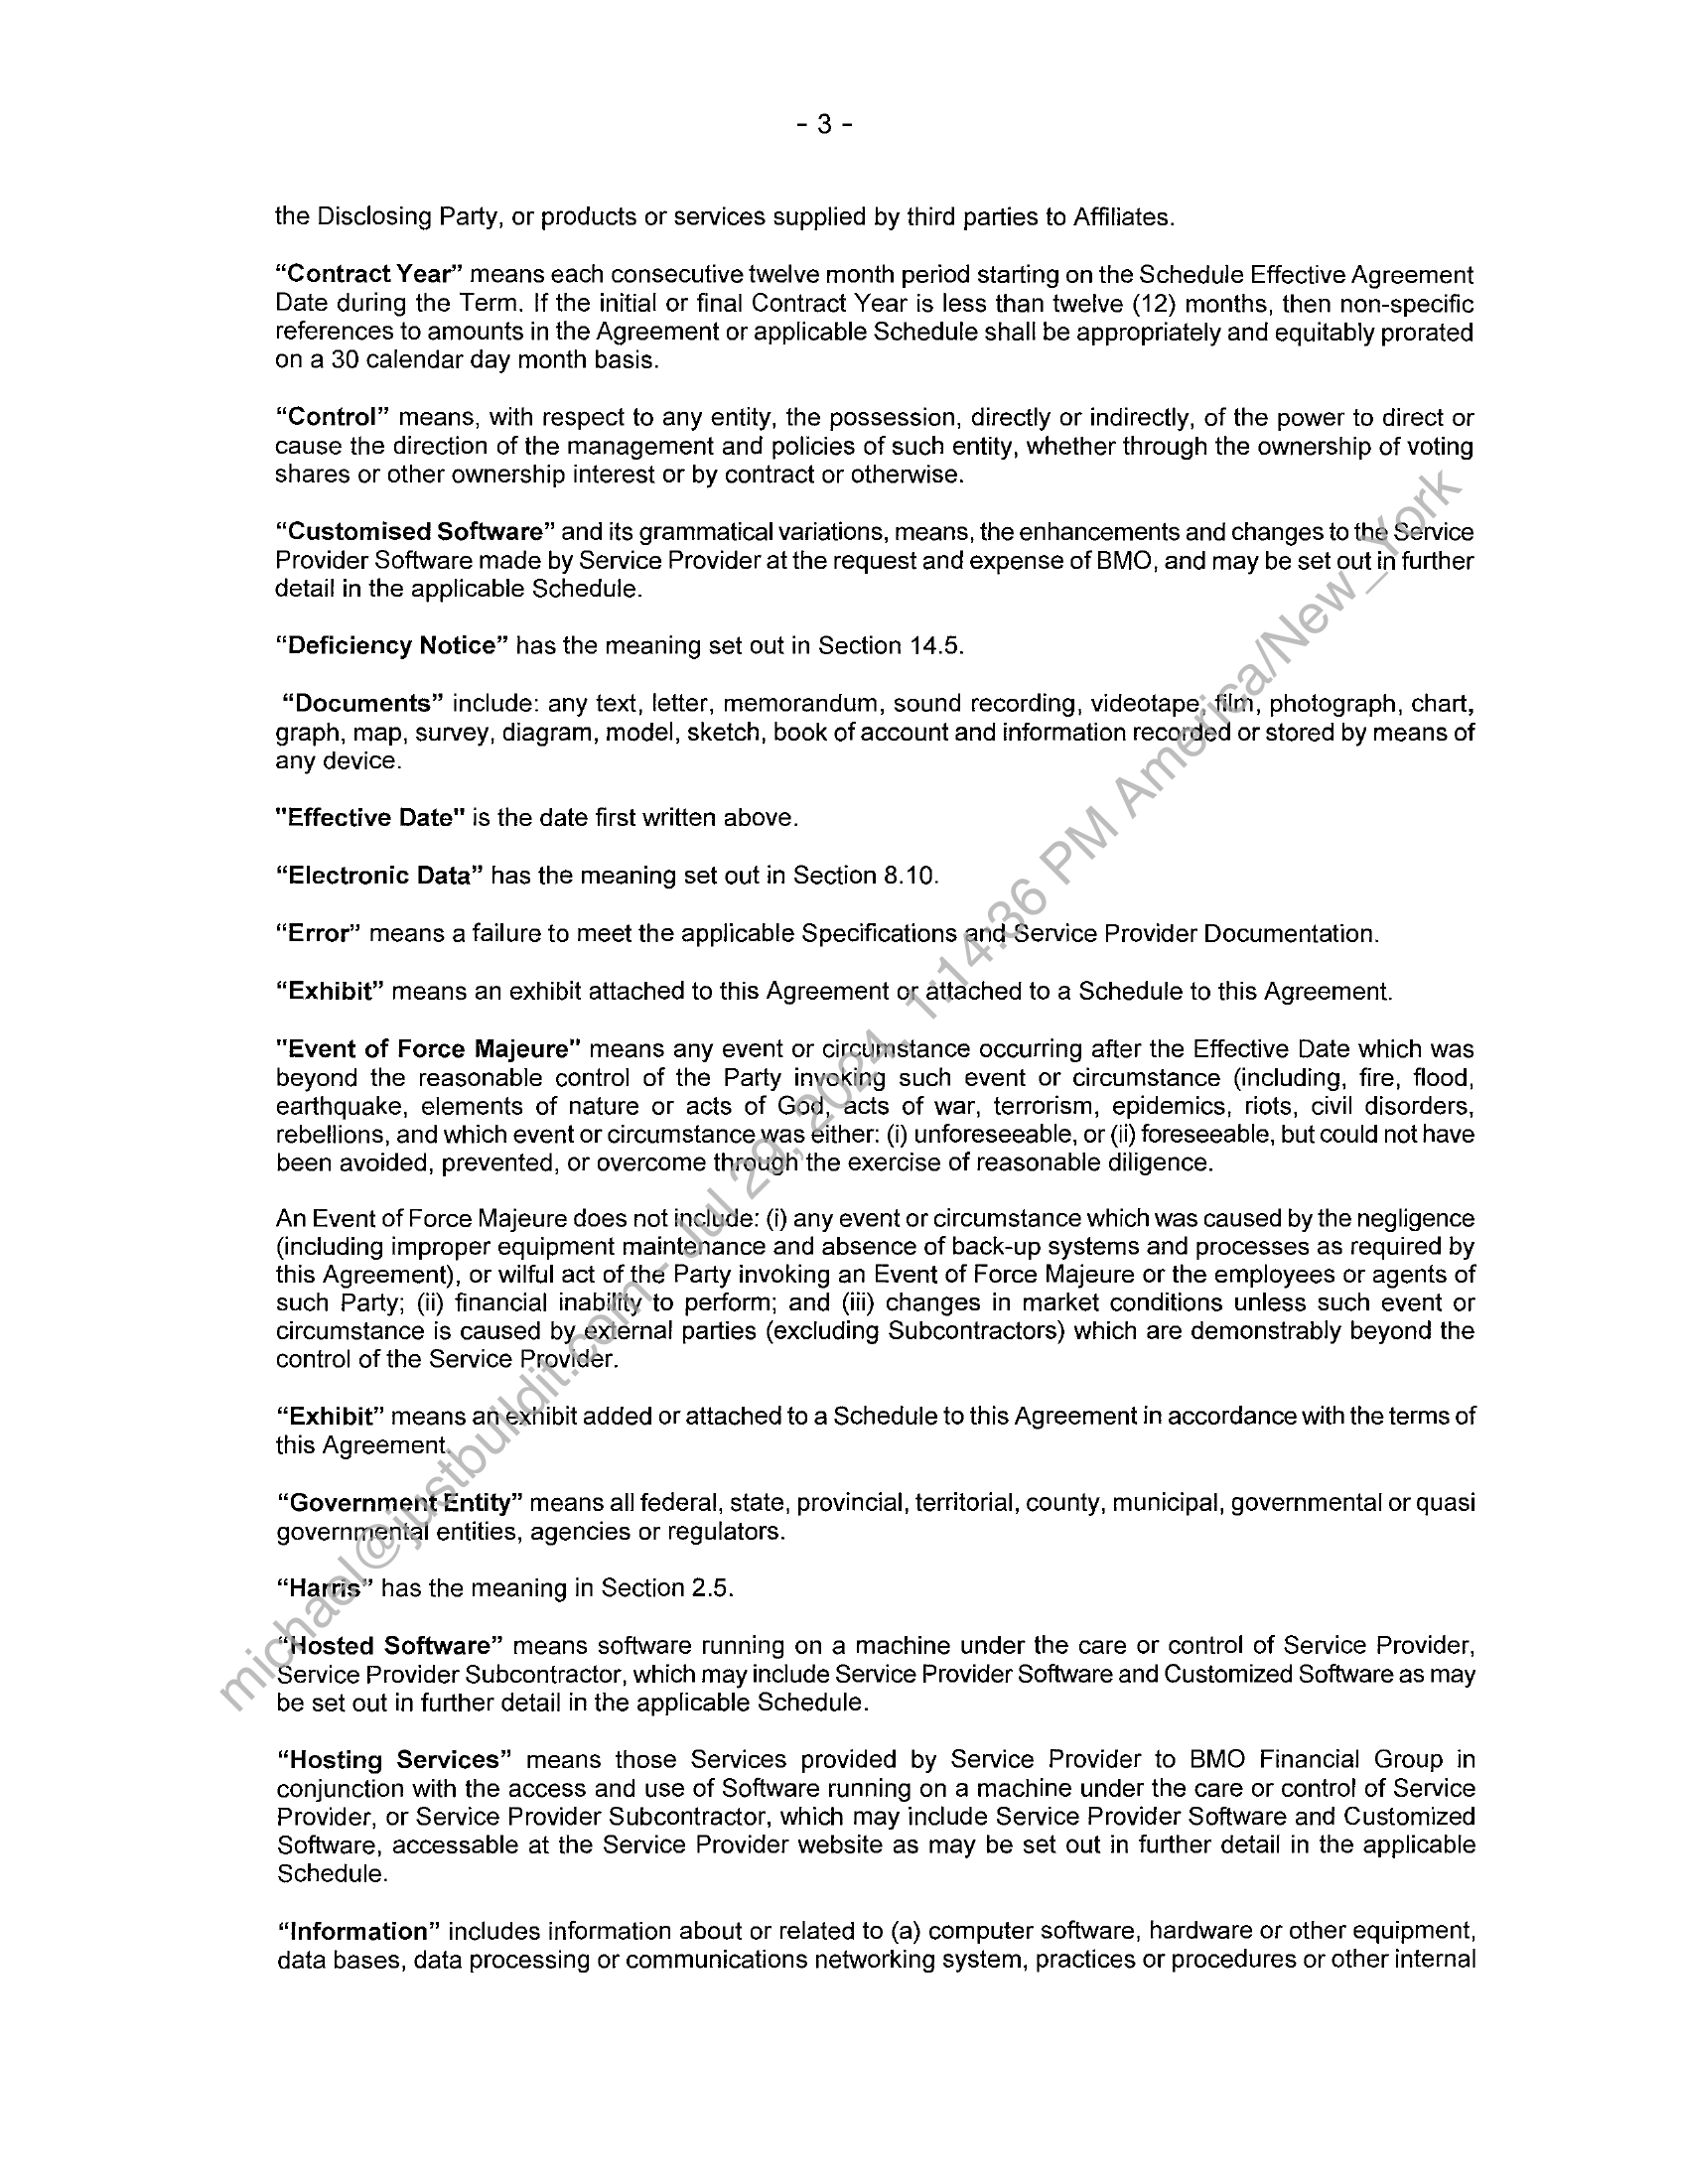 - 3 -
the Disclosing Party, or products or services supplied by third parties to Affiliates.
“Contract Year” means each consecutive twelve month period starting on the Schedule Effective Agreement
Date during the Term. If the initial or final Contract Year is less than twelve (12) months, then non-specific
references to amounts in the Agreement or applicable Schedule shall be appropriately and equitably prorated
on a 30 calendar day month basis.
“Control” means, with respect to any entity, the possession, directly or indirectly, of the power to direct or
cause the direction of the management and policies of such entity, whether through the ownership of voting
shares or other ownership interest or by contract or otherwise.
“Customised Software” and its grammatical variations, means, the enhancements and changes to the Service
Provider Software made by Service Provider at the request and expense of BMO, and may be set out in further
detail in the applicable Schedule.
“Deficiency Notice” has the meaning set out in Section 14.5.
“Documents” include: any text, letter, memorandum, sound recording, videotape, film, photograph, chart,
graph, map, survey, diagram, model, sketch, book of account and information recorded or stored by means of
any device.
"Effective Date" is the date first written above.
“Electronic Data” has the meaning set out in Section 8.10.
“Error” means a failure to meet the applicable Specifications and Service Provider Documentation.
“Exhibit” means an exhibit attached to this Agreement or attached to a Schedule to this Agreement.
"Event of Force Majeure" means any event or circumstance occurring after the Effective Date which was
beyond the reasonable control of the Party invoking such event or circumstance (including, fire, flood,
earthquake, elements of nature or acts of God, acts of war, terrorism, epidemics, riots, civil disorders,
rebellions, and which event or circumstance was either: (i) unforeseeable, or (ii) foreseeable, but could not have
been avoided, prevented, or overcome through the exercise of reasonable diligence.
An Event of Force Majeure does not include: (i) any event or circumstance which was caused by the negligence
(including improper equipment maintenance and absence of back-up systems and processes as required by
this Agreement), or wilful act of the Party invoking an Event of Force Majeure or the employees or agents of
such Party; (ii) financial inability to perform; and (iii) changes in market conditions unless such event or
circumstance is caused by external parties (excluding Subcontractors) which are demonstrably beyond the
control of the Service Provider.
“Exhibit” means an exhibit added or attached to a Schedule to this Agreement in accordance with the terms of
this Agreement.
“Government Entity” means all federal, state, provincial, territorial, county, municipal, governmental or quasi
governmental entities, agencies or regulators.
“Harris” has the meaning in Section 2.5.
“Hosted Software” means software running on a machine under the care or control of Service Provider,
Service Provider Subcontractor, which may include Service Provider Software and Customized Software as may
be set out in further detail in the applicable Schedule.
“Hosting Services” means those Services provided by Service Provider to BMO Financial Group in
conjunction with the access and use of Software running on a machine under the care or control of Service
Provider, or Service Provider Subcontractor, which may include Service Provider Software and Customized
Software, accessable at the Service Provider website as may be set out in further detail in the applicable
Schedule.
“Information” includes information about or related to (a) computer software, hardware or other equipment,
data bases, data processing or communications networking system, practices or procedures or other internal
michael@justbuildit.com - Jul 29, 2024, 1:14:36 PM America/New_York